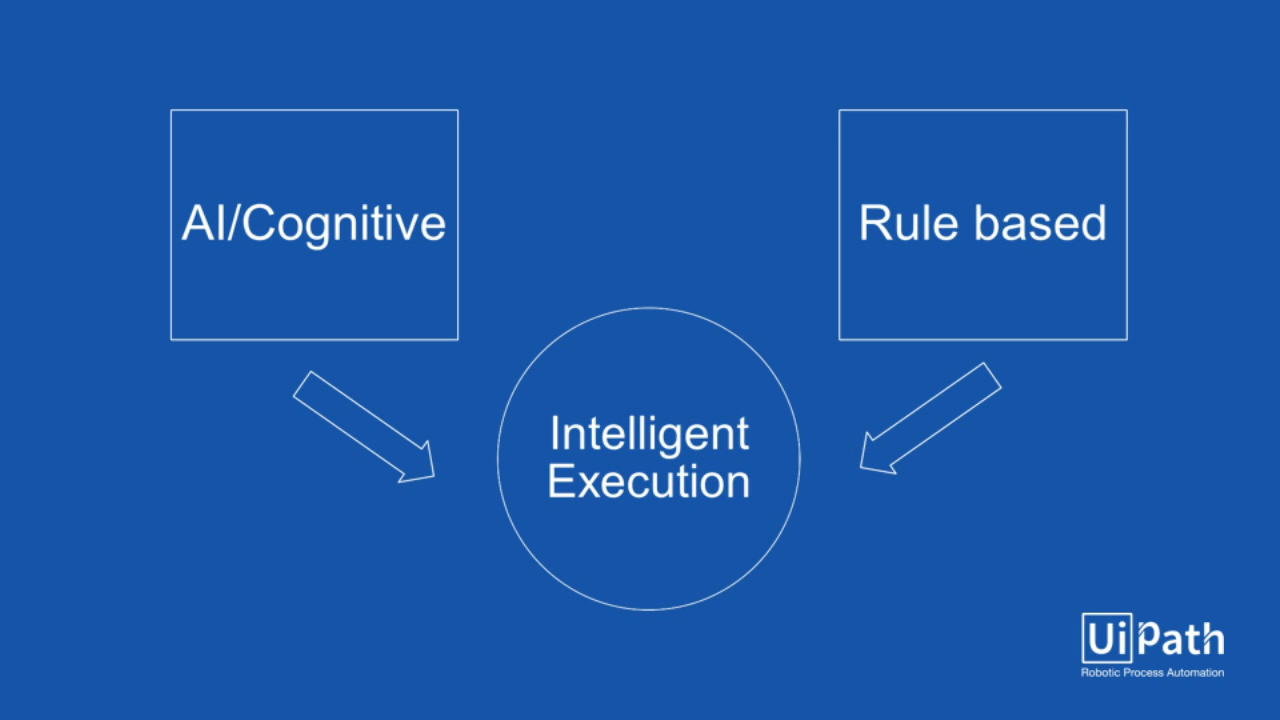 AI/Cognitive
Rule based
Intelligent
Execution
UiPath
Robotic Process Automation